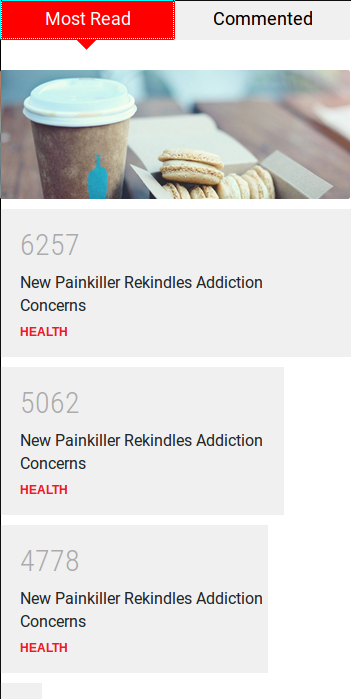 Most Read
Commented
6257
New Painkiller Rekindles Addiction
Concerns
HEALTH
5062
New Painkiller Rekindles Addiction
Concerns
HEALTH
4778
New Painkiller Rekindles Addiction
Concerns
HEALTH